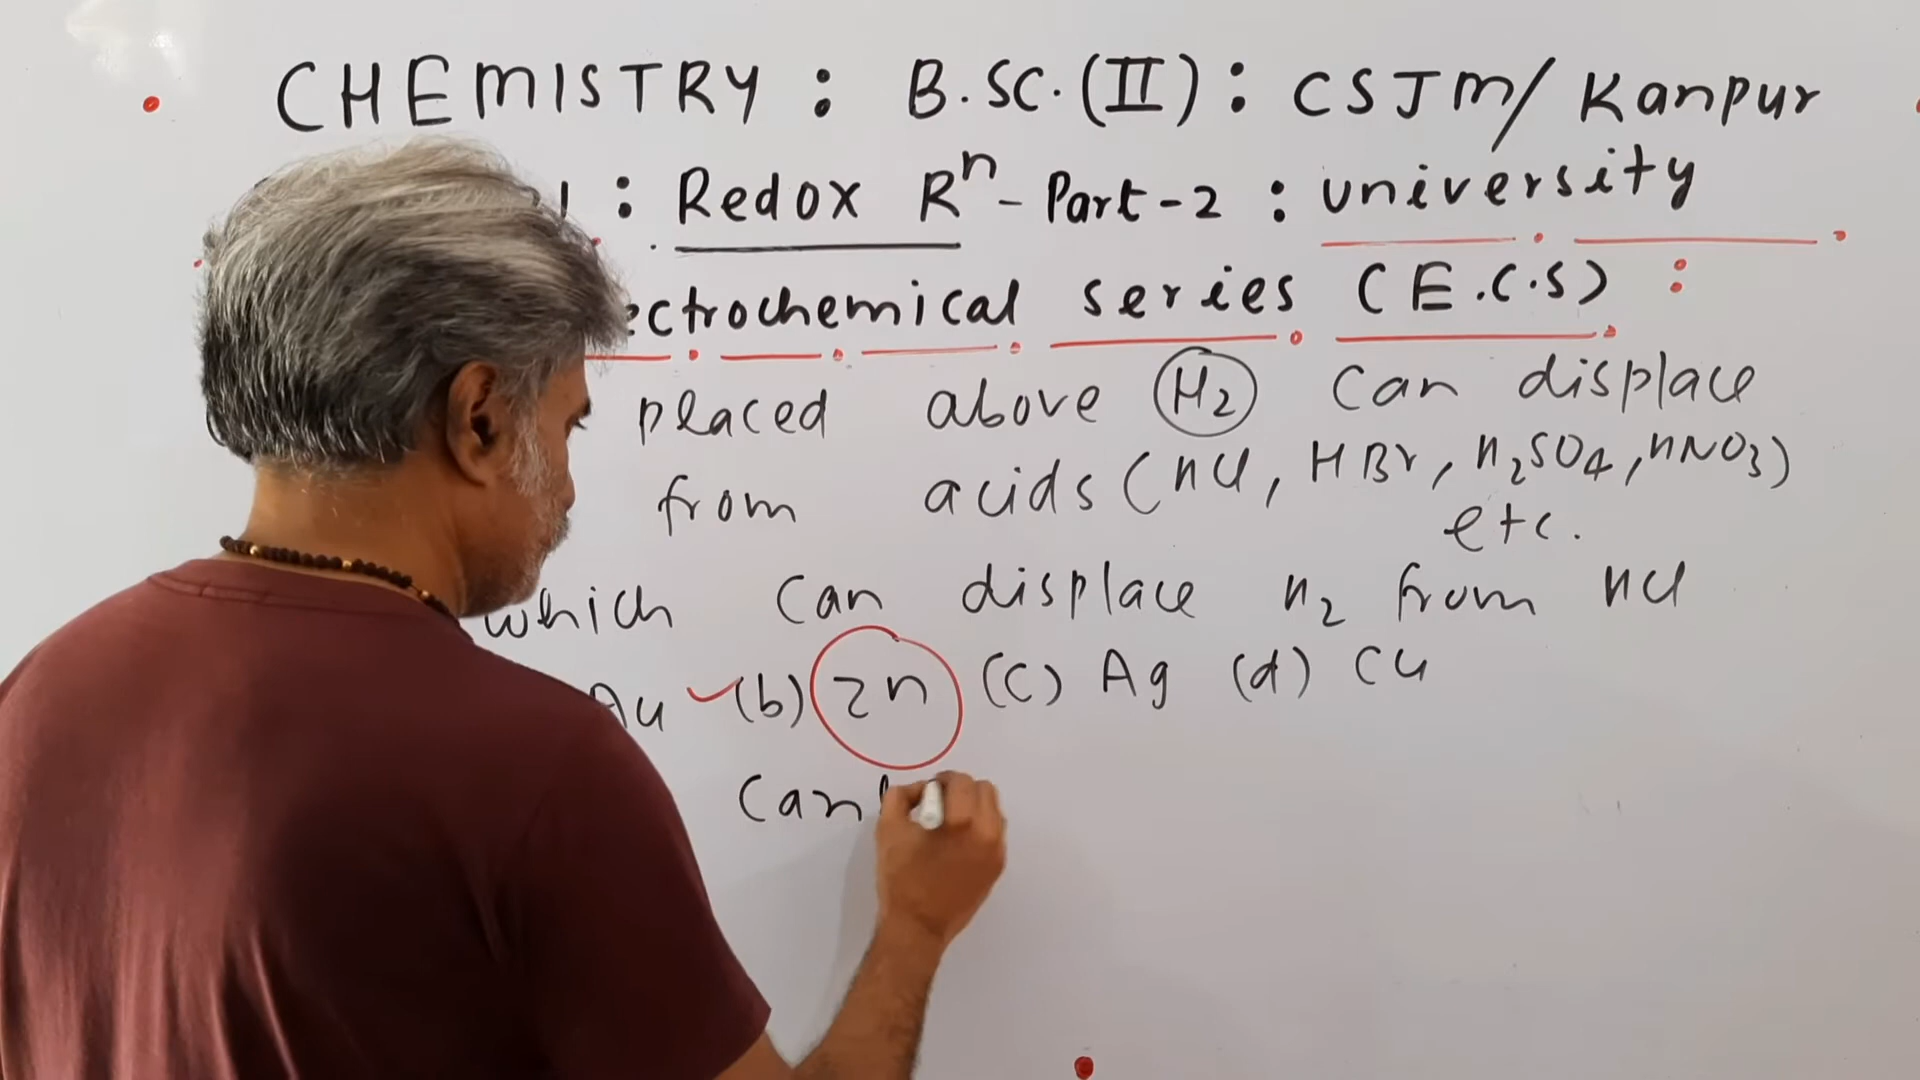 CHEMISTRY : B.SC.(II) : CSJM/Kanpur
: Redox Rⁿ - Part-2 : university
ectrochemical series (E.C.S) :
placed above H₂ can displace
from acids (HCl, HBr, H₂SO₄, HNO₃)
etc.
which can displace H₂ from HCl
Au (b) Zn (c) Ag (d) Cu
Can